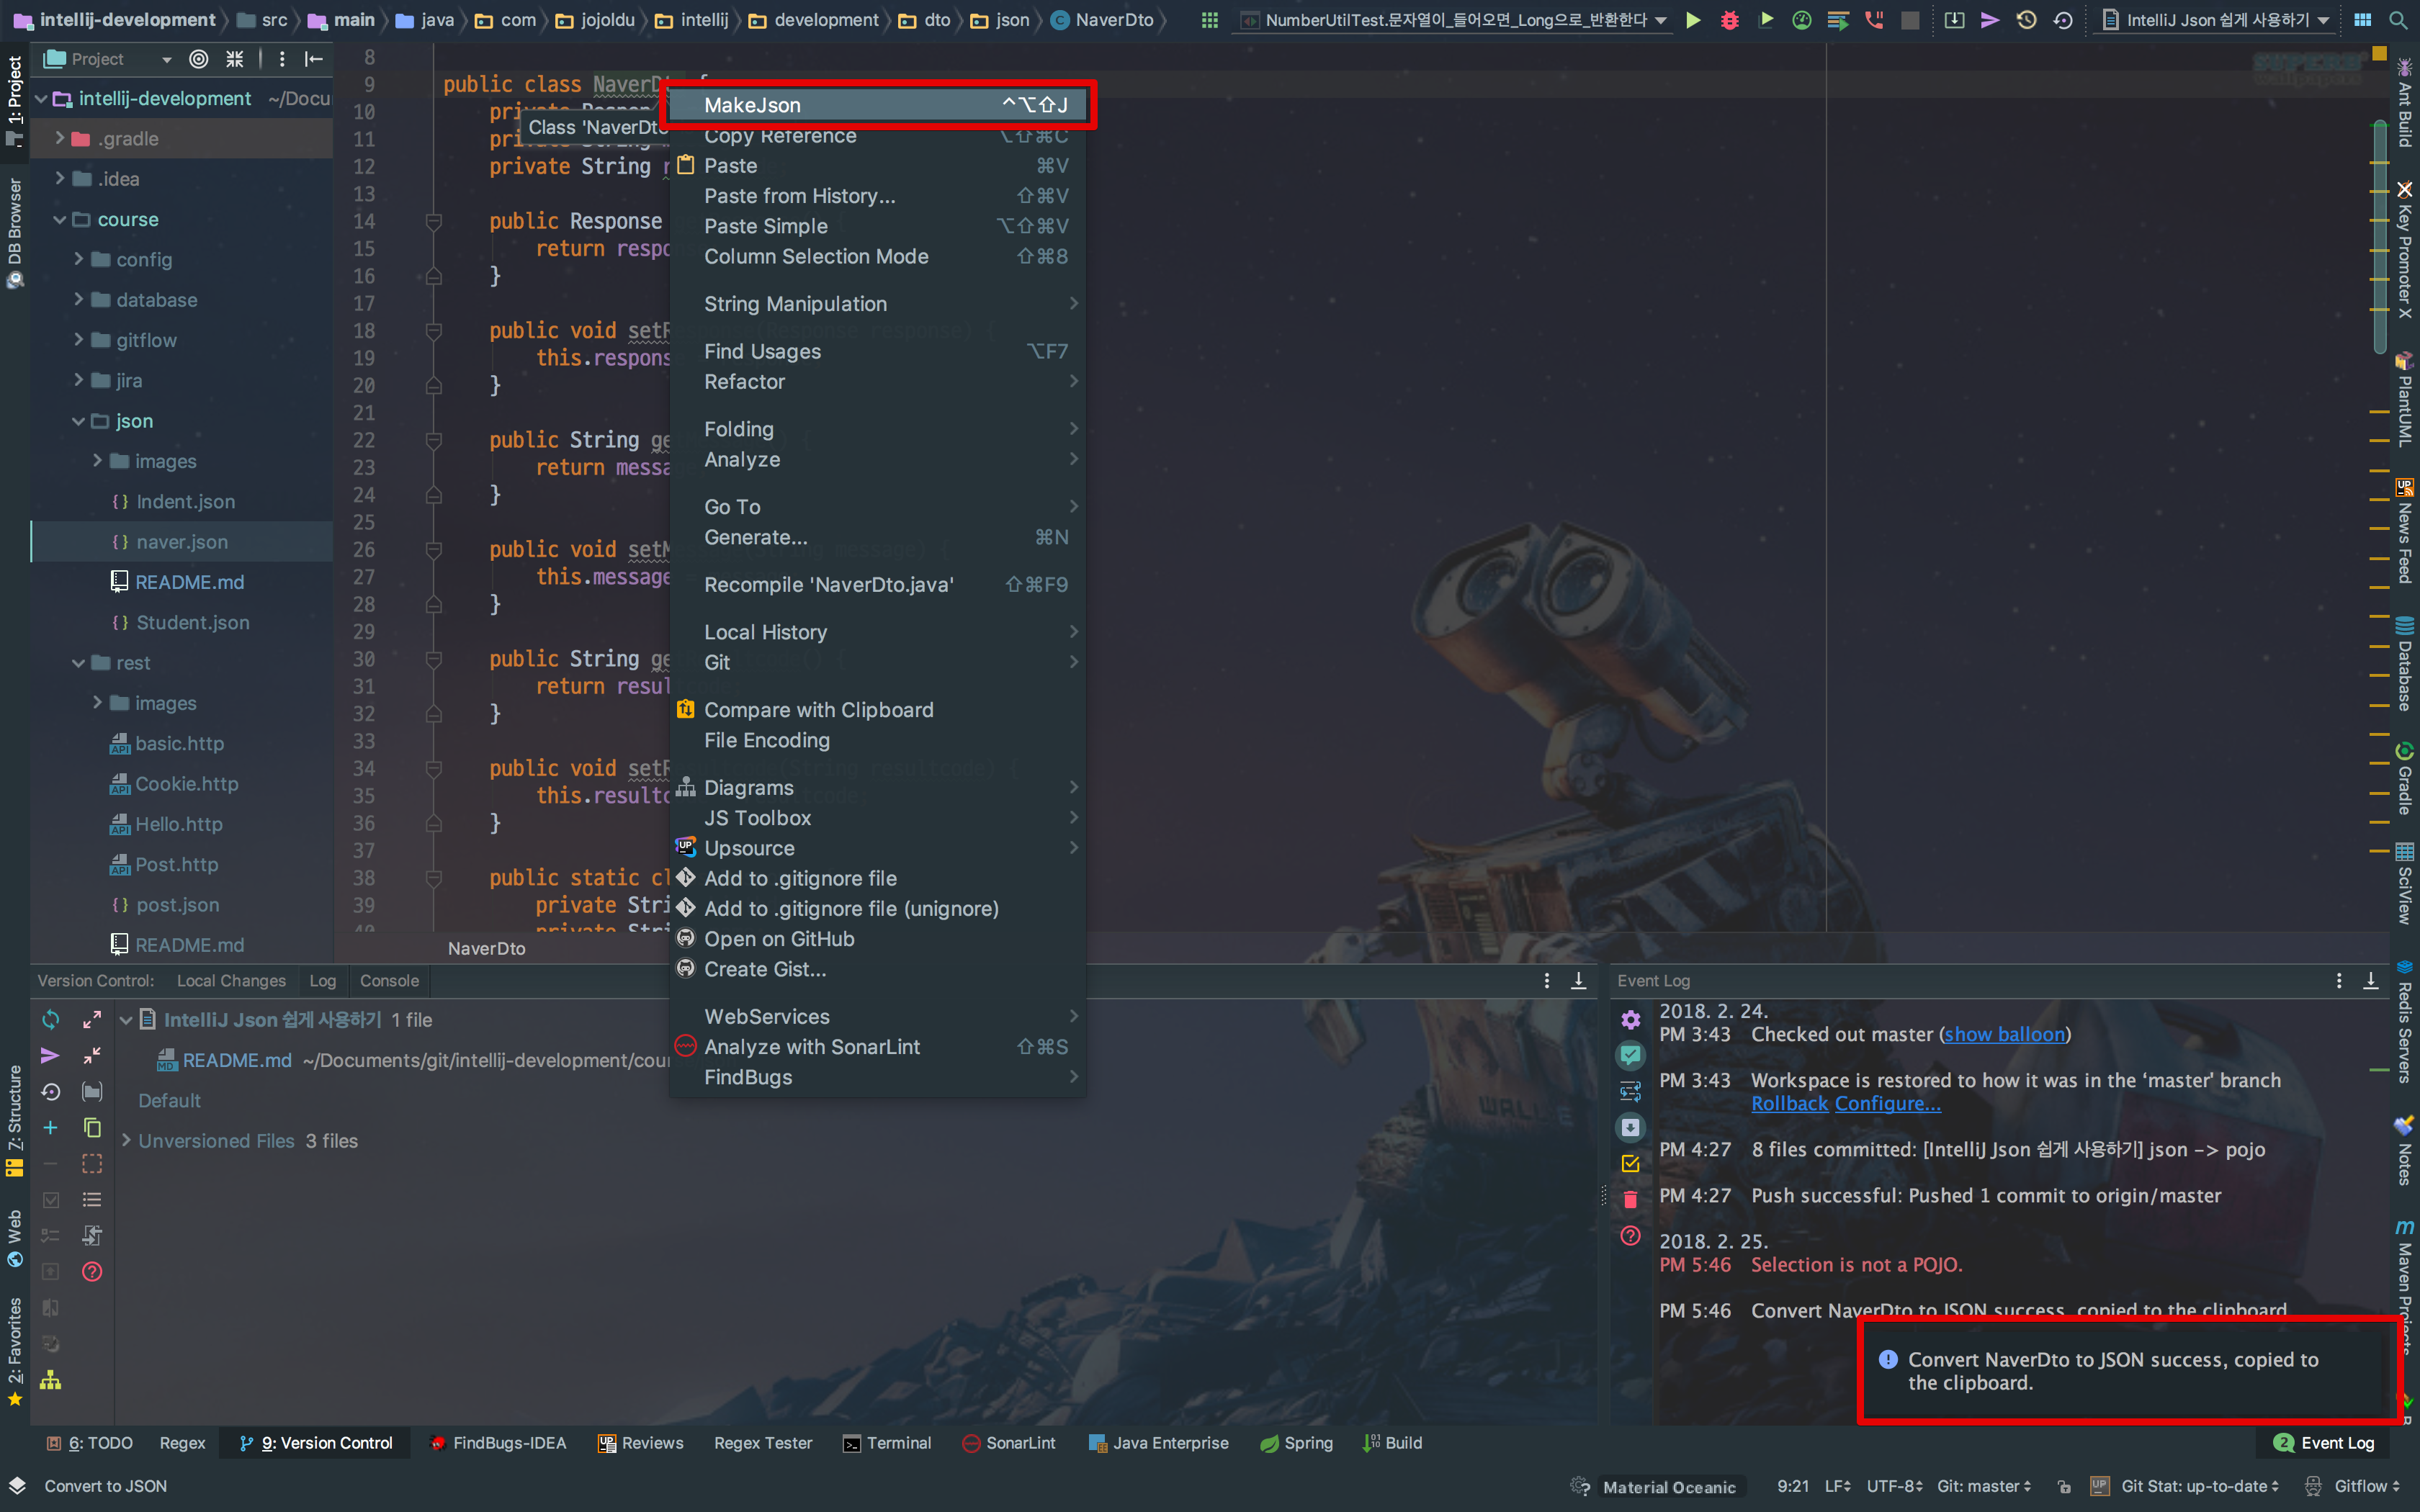 intellij-development src main java com jojoldu intellij development dto json NaverDto NumberUtilTest.문자열이_들어오면_Long으로_반환한다 IntelliJ Json 쉽게 사용하기
Project
1: Project
DB Browser
Z: Structure
Web
2: Favorites
intellij-development ~/Docu
.gradle
.idea
course
config
database
gitflow
jira
json
images
Indent.json
naver.json
README.md
Student.json
rest
images
basic.http
Cookie.http
Hello.http
Post.http
post.json
README.md
8
9 public class NaverD {
10
11
12 private String
13
14 public Response
15 return respon
16 }
17
18 public void setR (Response response) {
19 this.respons
20 }
21
22 public String ge
23 return messa
24 }
25
26 public void setM (String message) {
27 this.message
28 }
29
30 public String ge
31 return result
32 }
33
34 public void setR (String resultcode) {
35 this.resultc
36 }
37
38 public static cl
39 private Stri
40 private Stri
Class 'NaverDto
NaverDto
MakeJson ^⌥⇧J
Copy Reference ⌥⇧⌘C
Paste ⌘V
Paste from History... ⇧⌘V
Paste Simple ⌥⇧⌘V
Column Selection Mode ⇧⌘8
String Manipulation
Find Usages ⌥F7
Refactor
Folding
Analyze
Go To
Generate... ⌘N
Recompile 'NaverDto.java' ⇧⌘F9
Local History
Git
Compare with Clipboard
File Encoding
Diagrams
JS Toolbox
Upsource
Add to .gitignore file
Add to .gitignore file (unignore)
Open on GitHub
Create Gist...
WebServices
Analyze with SonarLint ⇧⌘S
FindBugs
SUPERB
wallpapers
WALL·E
Ant Build
Key Promoter X
PlantUML
News Feed
Database
Gradle
SciView
Redis Servers
Notes
Maven Projects
Version Control: Local Changes Log Console
IntelliJ Json 쉽게 사용하기 1 file
README.md ~/Documents/git/intellij-development/cour
Default
Unversioned Files 3 files
Event Log
2018. 2. 24.
PM 3:43 Checked out master (show balloon)
PM 3:43 Workspace is restored to how it was in the 'master' branch
Rollback Configure...
PM 4:27 8 files committed: [IntelliJ Json 쉽게 사용하기] json -> pojo
PM 4:27 Push successful: Pushed 1 commit to origin/master
2018. 2. 25.
PM 5:46 Selection is not a POJO.
PM 5:46 Convert NaverDto to JSON success, copied to the clipboard
Convert NaverDto to JSON success, copied to
the clipboard.
6: TODO Regex 9: Version Control FindBugs-IDEA Reviews Regex Tester Terminal SonarLint Java Enterprise Spring Build 2 Event Log
Convert to JSON Material Oceanic 9:21 LF UTF-8 Git: master Git Stat: up-to-date Gitflow